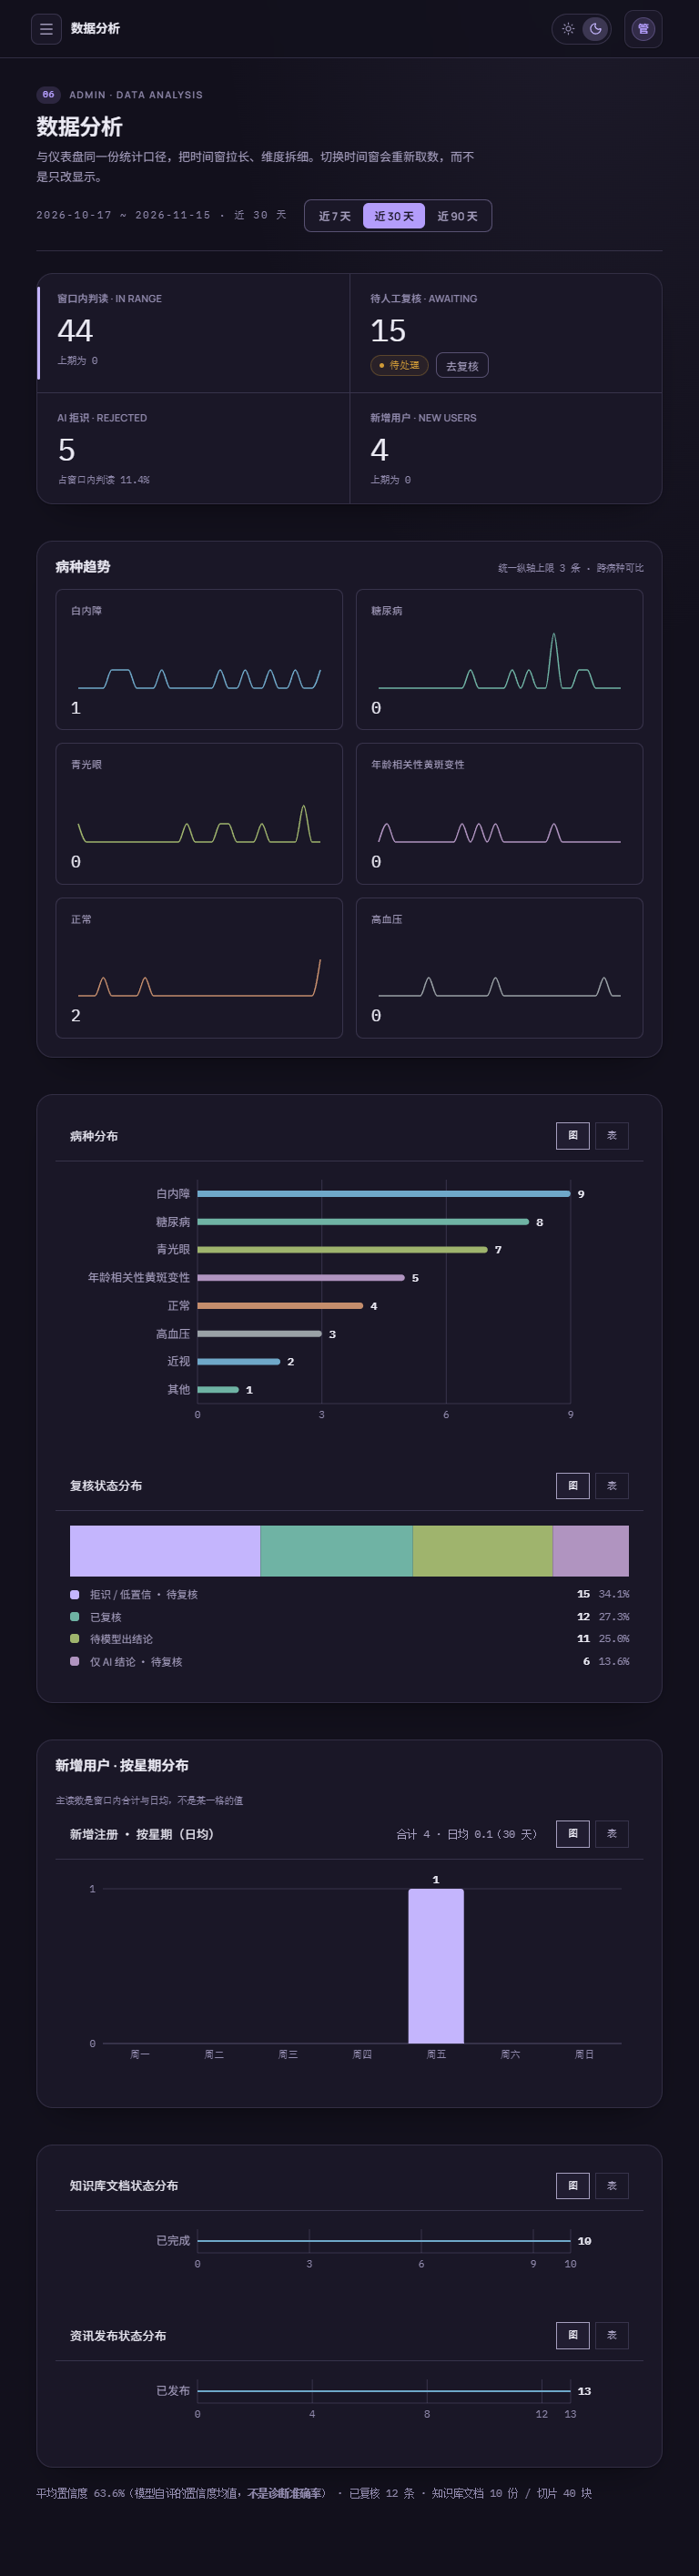 数据分析
管
06 ADMIN · DATA ANALYSIS
数据分析
与仪表盘同一份统计口径，把时间窗拉长、维度拆细。切换时间窗会重新取数，而不
是只改显示。
2026-10-17 ~ 2026-11-15 · 近 30 天
近 7 天 近 30 天 近 90 天
窗口内判读 · IN RANGE
44
上期为 0
待人工复核 · AWAITING
15
待处理 去复核
AI 拒识 · REJECTED
5
占窗口内判读 11.4%
新增用户 · NEW USERS
4
上期为 0
病种趋势
统一纵轴上限 3 条 · 跨病种可比
白内障
1
糖尿病
0
青光眼
0
年龄相关性黄斑变性
0
正常
2
高血压
0
病种分布
图 表
白内障 9
糖尿病 8
青光眼 7
年龄相关性黄斑变性 5
正常 4
高血压 3
近视 2
其他 1
0 3 6 9
复核状态分布
图 表
拒识 / 低置信 · 待复核 15 34.1%
已复核 12 27.3%
待模型出结论 11 25.0%
仅 AI 结论 · 待复核 6 13.6%
新增用户 · 按星期分布
主读数是窗口内合计与日均，不是某一格的值
新增注册 · 按星期（日均）
合计 4 · 日均 0.1（30 天）
图 表
1
1
0
周一 周二 周三 周四 周五 周六 周日
知识库文档状态分布
图 表
已完成 10
0 3 6 9 10
资讯发布状态分布
图 表
已发布 13
0 4 8 12 13
平均置信度 63.6%（模型自评的置信度均值，不是诊断准确率） · 已复核 12 条 · 知识库文档 10 份 / 切片 40 块